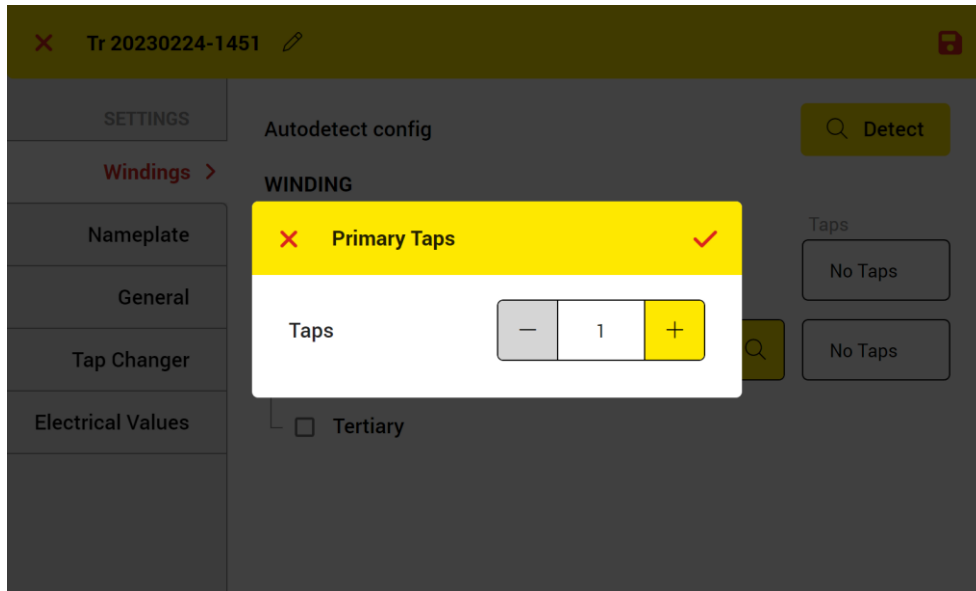 Tr 20230224-1451
SETTINGS
Windings
Nameplate
General
Tap Changer
Electrical Values
Autodetect config
Detect
WINDING
Taps
No Taps
No Taps
Tertiary
Primary Taps
Taps
1